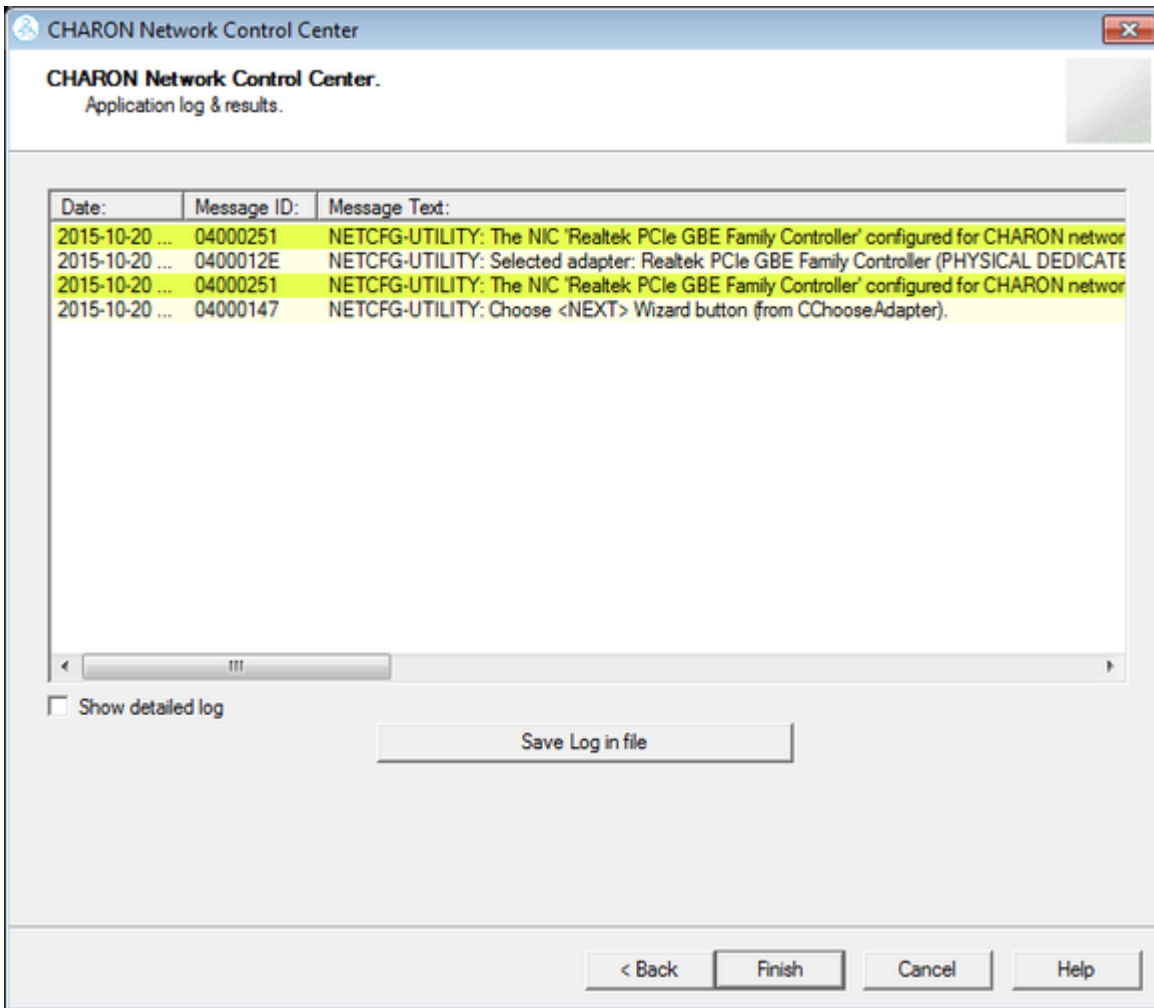 CHARON Network Control Center
CHARON Network Control Center.
Application log & results.
Date: Message ID: Message Text:
2015-10-20 ... 04000251 NETCFG-UTILITY: The NIC 'Realtek PCIe GBE Family Controller' configured for CHARON networ
2015-10-20 ... 0400012E NETCFG-UTILITY: Selected adapter: Realtek PCIe GBE Family Controller (PHYSICAL DEDICATE
2015-10-20 ... 04000251 NETCFG-UTILITY: The NIC 'Realtek PCIe GBE Family Controller' configured for CHARON networ
2015-10-20 ... 04000147 NETCFG-UTILITY: Choose <NEXT> Wizard button (from CChooseAdapter).
Show detailed log
Save Log in file
< Back Finish Cancel Help